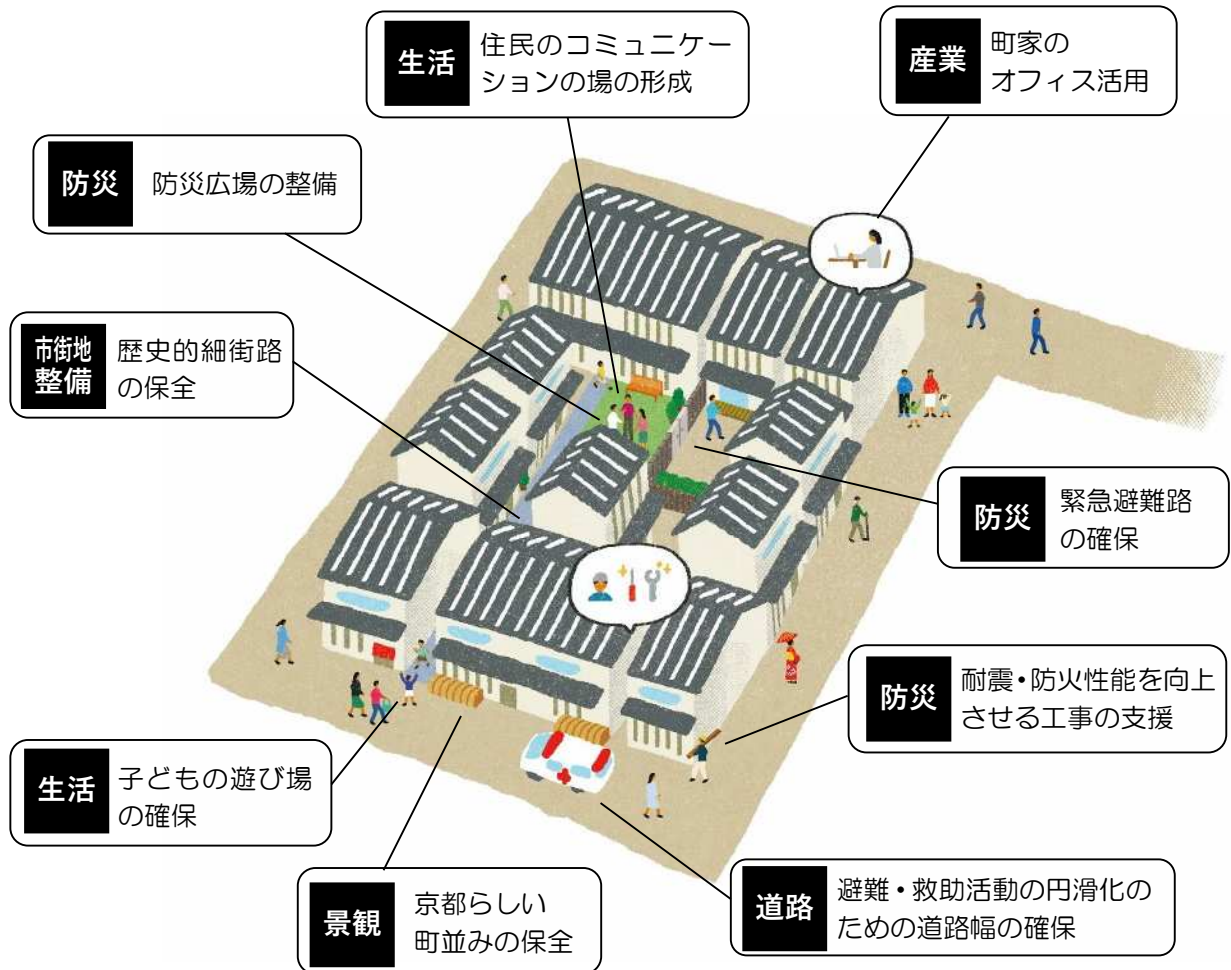 生活
住民のコミュニケー
ションの場の形成
産業
町家の
オフィス活用
防災
防災広場の整備
市街地
整備
歴史的細街路
の保全
防災
緊急避難路
の確保
防災
耐震・防火性能を向上
させる工事の支援
生活
子どもの遊び場
の確保
景観
京都らしい
町並みの保全
道路
避難・救助活動の円滑化の
ための道路幅の確保